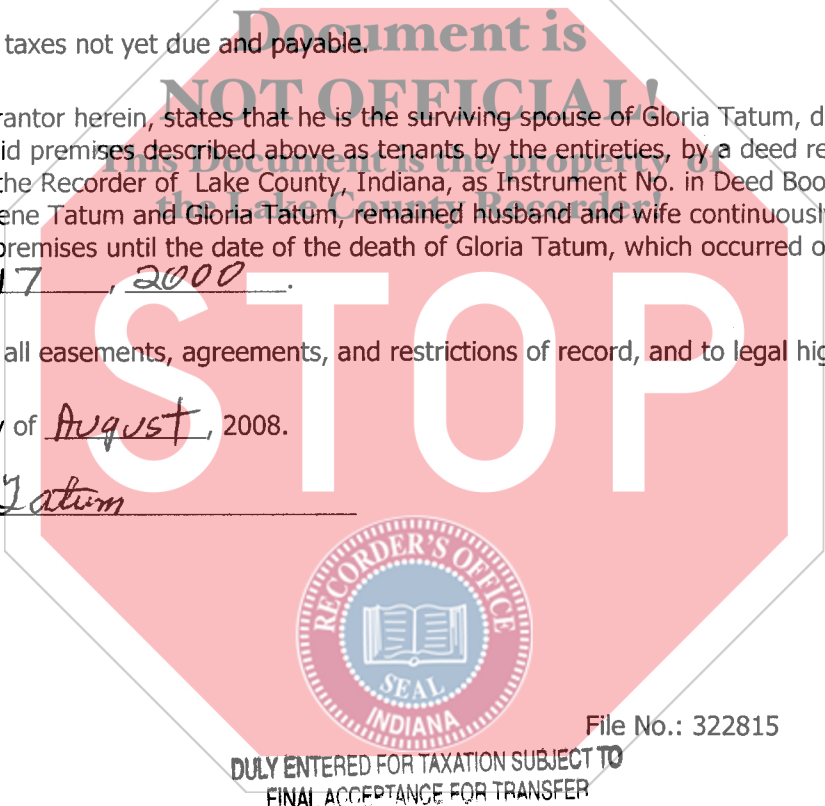 Document is
taxes not yet due and payable.
NOT OFFICIAL!
rantor herein, states that he is the surviving spouse of Gloria Tatum, d
id premises described above as tenants by the entireties, by a deed re
This Document is the property of
the Recorder of Lake County, Indiana, as Instrument No. in Deed Boo
the Lake County Recorder!
ene Tatum and Gloria Tatum, remained husband and wife continuously
premises until the date of the death of Gloria Tatum, which occurred o
17, 2000.
STOP
all easements, agreements, and restrictions of record, and to legal hig
y of August, 2008.
Tatum
RECORDER'S OFFICE
SEAL
INDIANA
File No.: 322815
DULY ENTERED FOR TAXATION SUBJECT TO
FINAL ACCEPTANCE FOR TRANSFER